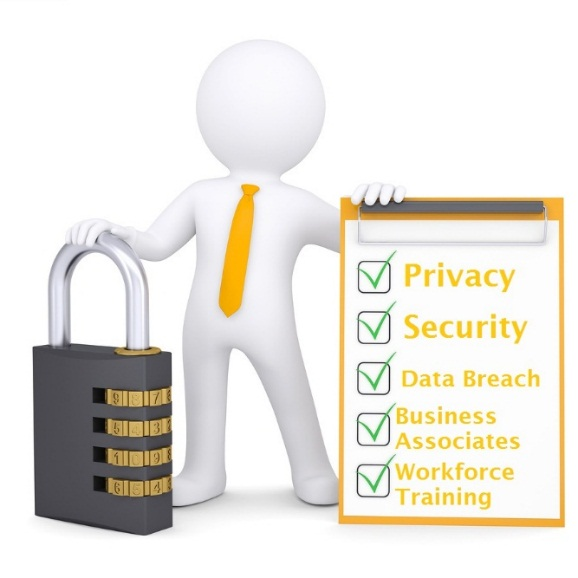 Privacy
Security
Data Breach
Business
Associates
Workforce
Training